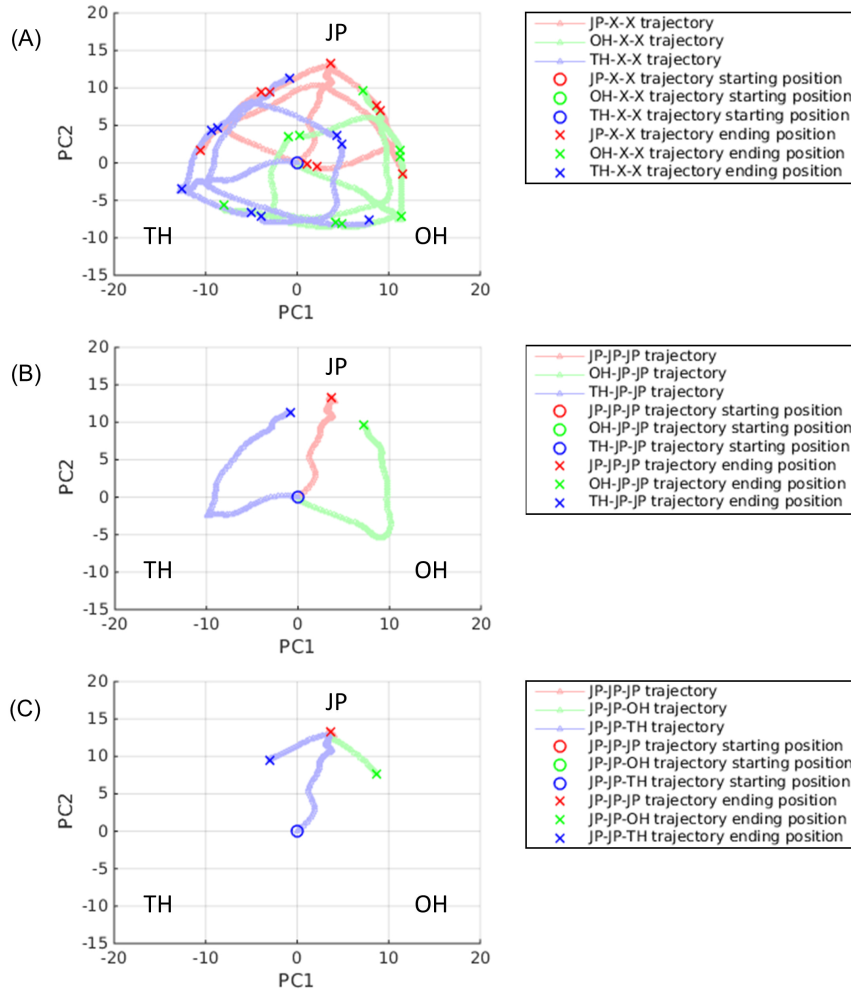 (A)
JP
20
15
10
5
0
-5
-10
-15
PC2
TH
OH
-20
-10
0
10
20
PC1
JP-X-X trajectory
OH-X-X trajectory
TH-X-X trajectory
JP-X-X trajectory starting position
OH-X-X trajectory starting position
TH-X-X trajectory starting position
JP-X-X trajectory ending position
OH-X-X trajectory ending position
TH-X-X trajectory ending position
(B)
JP
20
15
10
5
0
-5
-10
-15
PC2
TH
OH
-20
-10
0
10
20
PC1
JP-JP-JP trajectory
OH-JP-JP trajectory
TH-JP-JP trajectory
JP-JP-JP trajectory starting position
OH-JP-JP trajectory starting position
TH-JP-JP trajectory starting position
JP-JP-JP trajectory ending position
OH-JP-JP trajectory ending position
TH-JP-JP trajectory ending position
(C)
JP
20
15
10
5
0
-5
-10
-15
PC2
TH
OH
-20
-10
0
10
20
PC1
JP-JP-JP trajectory
JP-JP-OH trajectory
JP-JP-TH trajectory
JP-JP-JP trajectory starting position
JP-JP-OH trajectory starting position
JP-JP-TH trajectory starting position
JP-JP-JP trajectory ending position
JP-JP-OH trajectory ending position
JP-JP-TH trajectory ending position